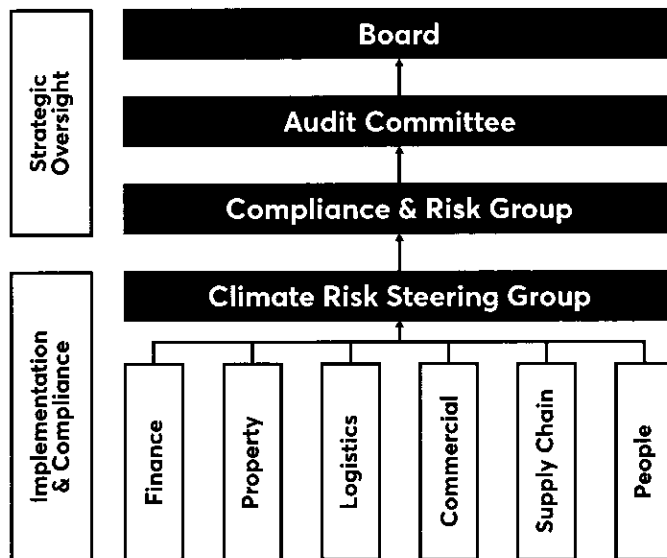 Strategic
Oversight
Board
Audit Committee
Compliance & Risk Group
Implementation
& Compliance
Climate Risk Steering Group
Finance
Property
Logistics
Commercial
Supply Chain
People